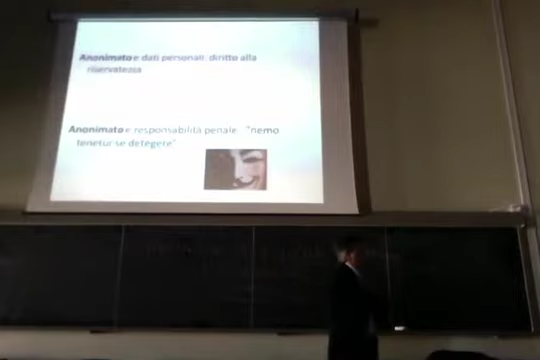 Anonimato e dati personali: diritto alla
riservatezza
Anonimato e responsabilità penale: "nemo
tenetur se detegere"